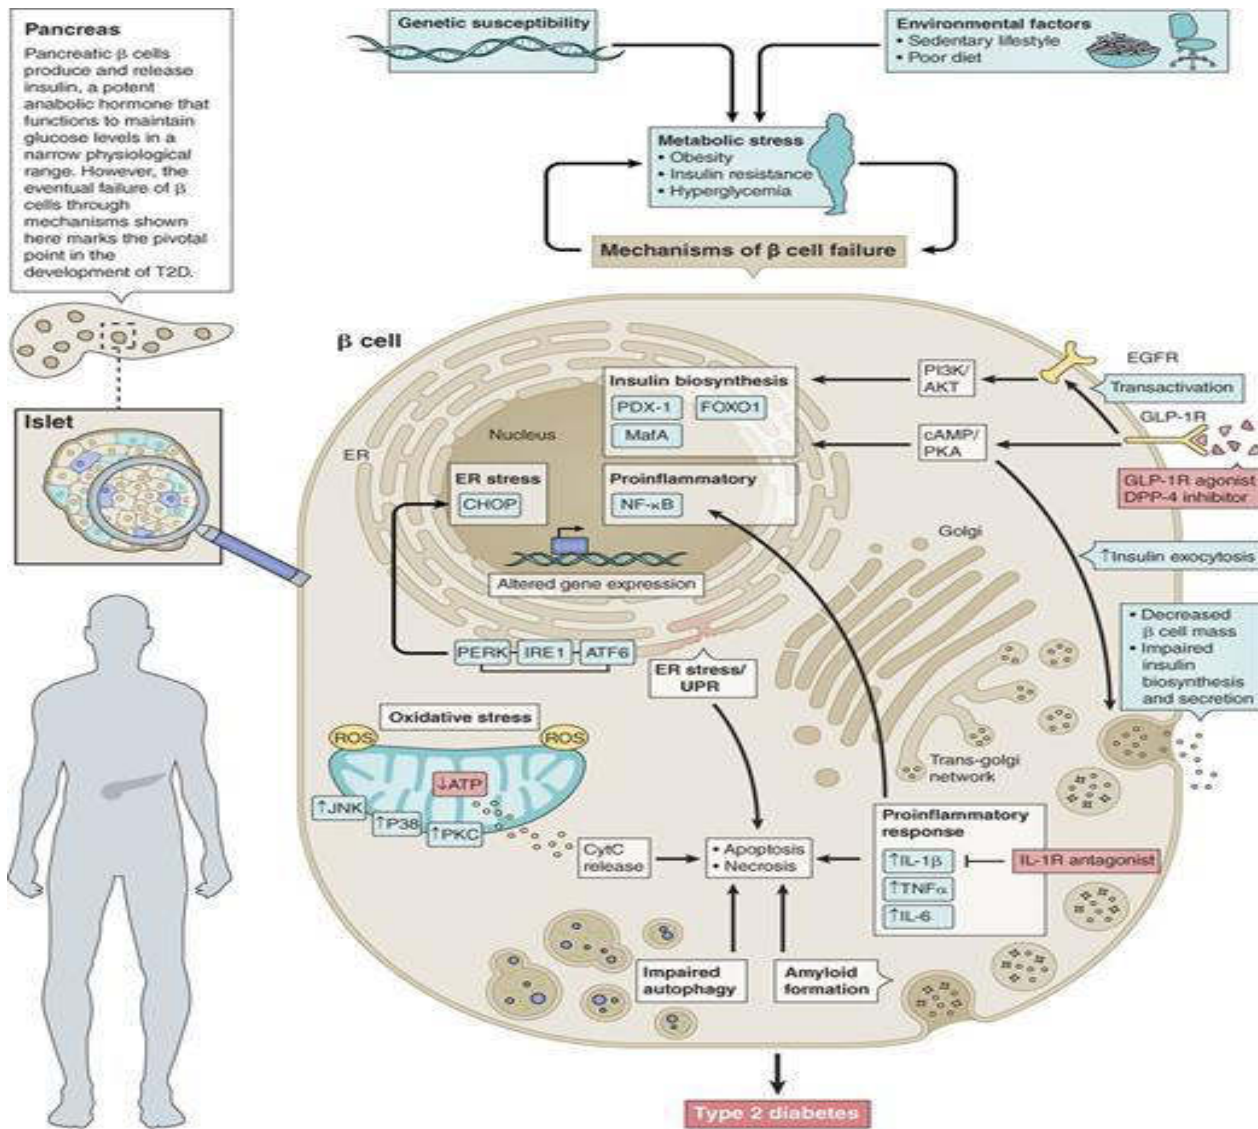 Pancreas
Pancreatic β cells
produce and release
insulin, a potent
anabolic hormone that
functions to maintain
glucose levels in a
narrow physiological
range. However, the
eventual failure of β
cells through
mechanisms shown
here marks the pivotal
point in the
development of T2D.
Islet
Genetic susceptibility
Environmental factors
• Sedentary lifestyle
• Poor diet
Metabolic stress
• Obesity
• Insulin resistance
• Hyperglycemia
Mechanisms of β cell failure
β cell
ER
Nucleus
Insulin biosynthesis
PDX-1
FOXO1
MafA
ER stress
CHOP
Proinflammatory
NF-κB
Altered gene expression
PI3K/
AKT
EGFR
Transactivation
GLP-1R
cAMP/
PKA
GLP-1R agonist
DPP-4 inhibitor
Golgi
↑Insulin exocytosis
• Decreased
β cell mass
• Impaired
insulin
biosynthesis
and secretion
PERK
IRE1
ATF6
ER stress/
UPR
Oxidative stress
ROS
ROS
↓ATP
↑JNK
↑P38
↑PKC
Trans-golgi
network
CytC
release
• Apoptosis
• Necrosis
Proinflammatory
response
↑IL-1β
↑TNFα
↑IL-6
IL-1R antagonist
Impaired
autophagy
Amyloid
formation
Type 2 diabetes